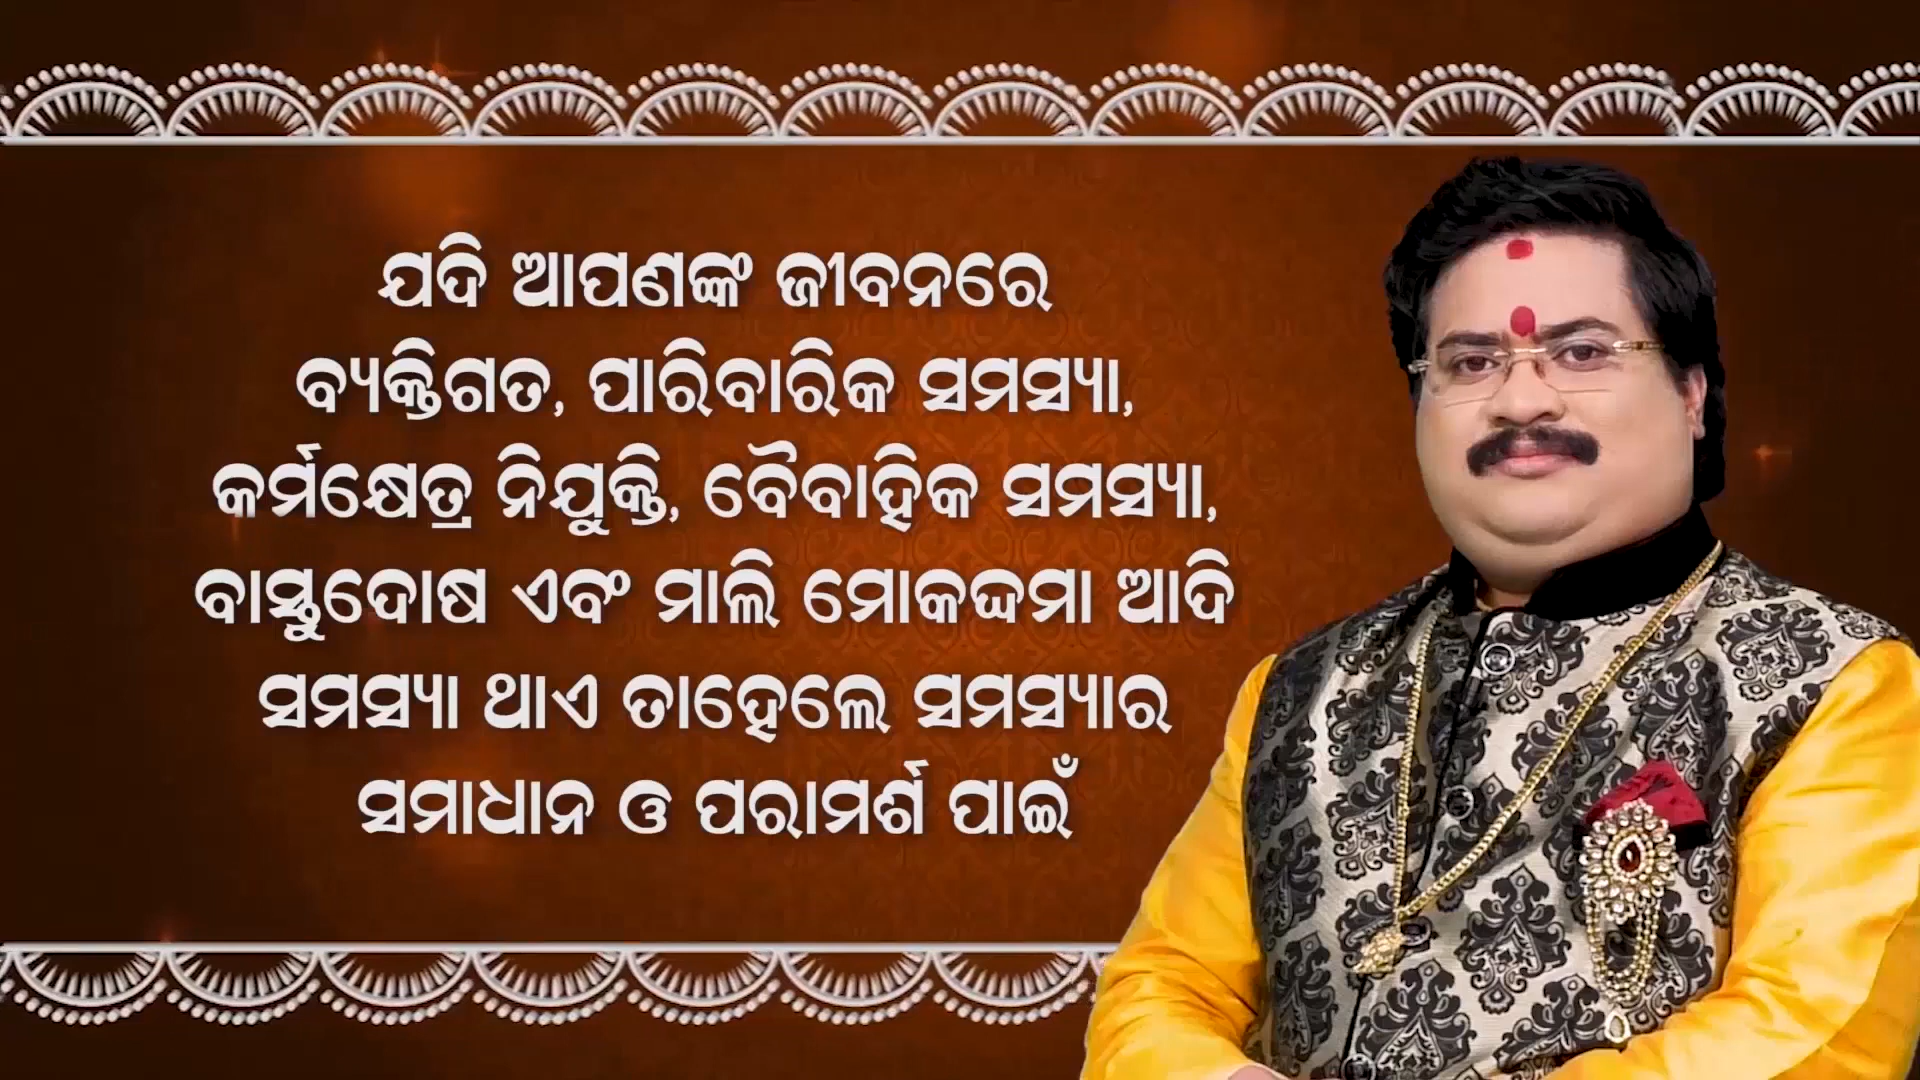 ଯଦି ଆପଣଙ୍କ ଜୀବନରେ
ବ୍ୟକ୍ତିଗତ, ପାରିବାରିକ ସମସ୍ୟା,
କର୍ମକ୍ଷେତ୍ର ନିଯୁକ୍ତି, ବୈବାହିକ ସମସ୍ୟା,
ବାସ୍ତୁଦୋଷ ଏବଂ ମାଲି ମୋକଦ୍ଦମା ଆଦି
ସମସ୍ୟା ଥାଏ ତାହେଲେ ସମସ୍ୟାର
ସମାଧାନ ଓ ପରାମର୍ଶ ପାଇଁ